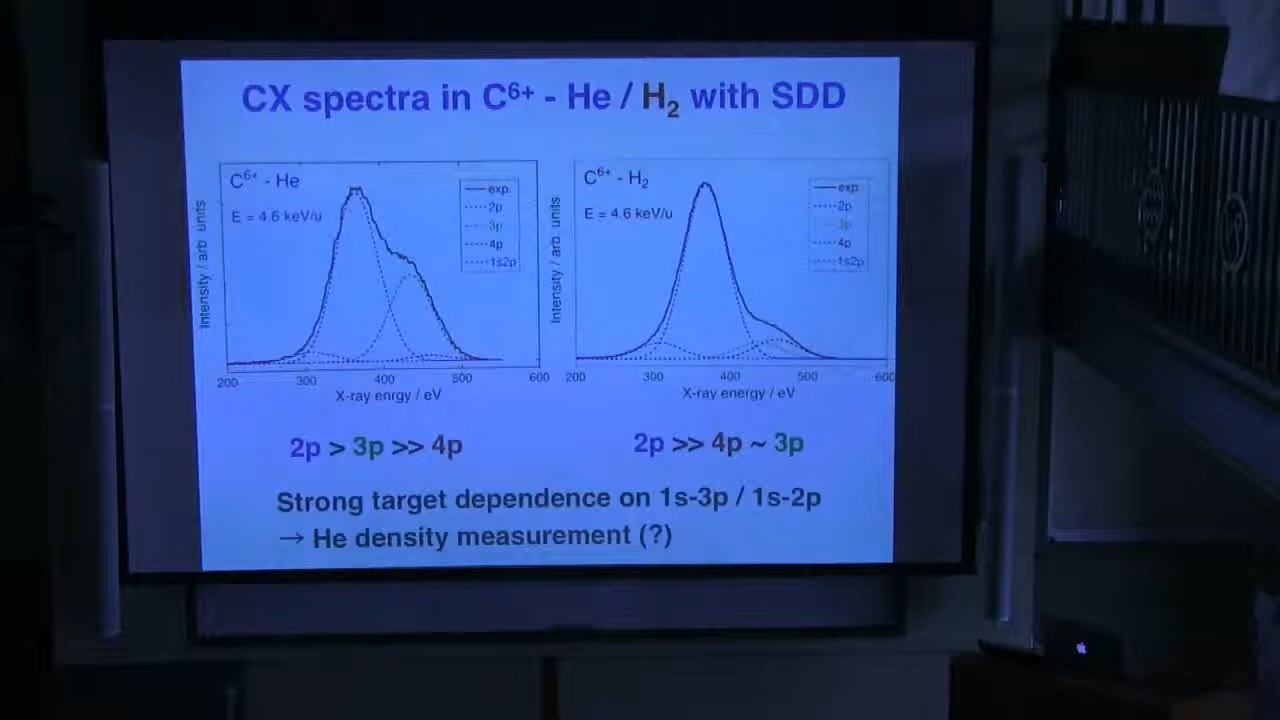 CX spectra in C6+ - He / H2 with SDD
C6+ - He
E = 4.6 keV/u
exp.
2p
3p
4p
1s2p
Intensity / arb. units
200 300 400 500 600
X-ray enrgy / eV
C6+ - H2
E = 4.6 keV/u
exp.
2p
3p
4p
1s2p
Intensity / arb. units
200 300 400 500 600
X-ray energy / eV
2p > 3p >> 4p
2p >> 4p ~ 3p
Strong target dependence on 1s-3p / 1s-2p
→ He density measurement (?)